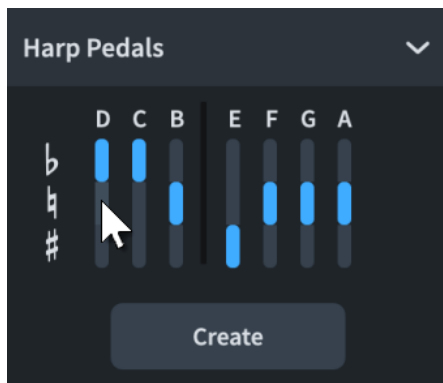 Harp Pedals
D C B E F G A
♭
♮
♯
Create